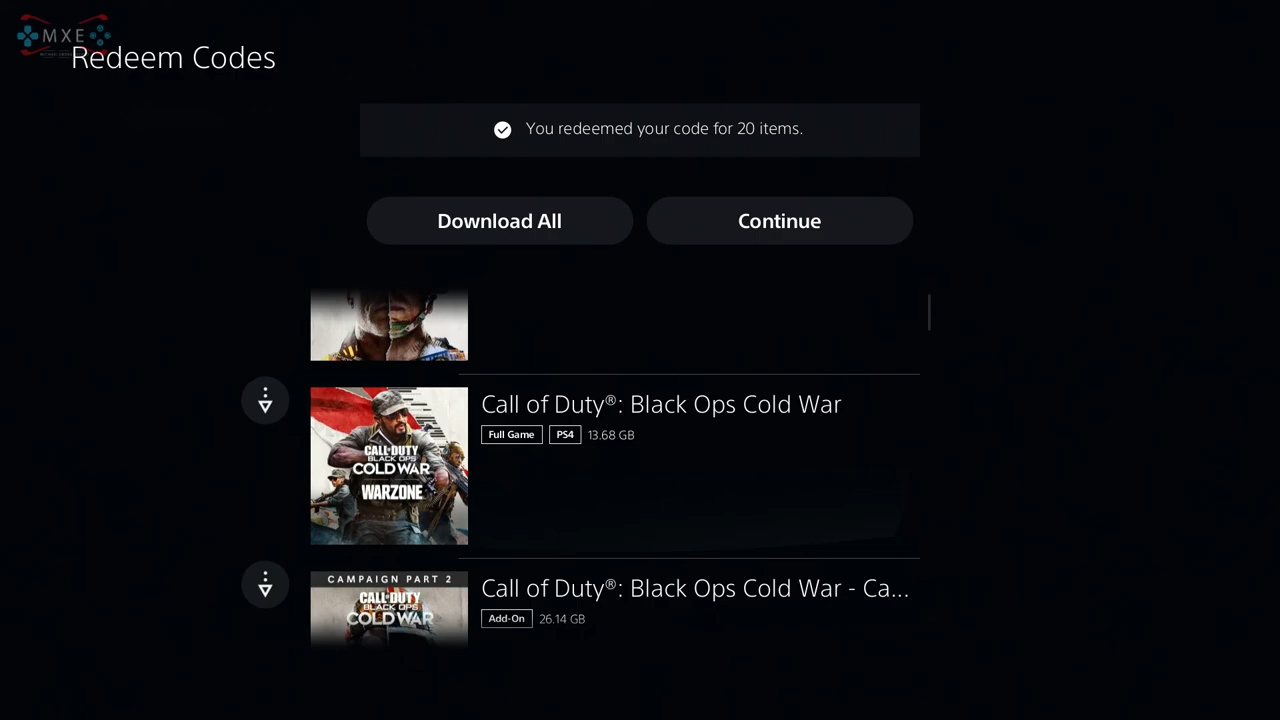 MXE
Redeem Codes
You redeemed your code for 20 items.
Download All
Continue
Call of Duty®: Black Ops Cold War
Full Game PS4 13.68 GB
CALL OF DUTY
BLACK OPS
COLD WAR
WARZONE
CAMPAIGN PART 2
CALL OF DUTY
BLACK OPS
COLD WAR
Call of Duty®: Black Ops Cold War - Ca...
Add-On 26.14 GB